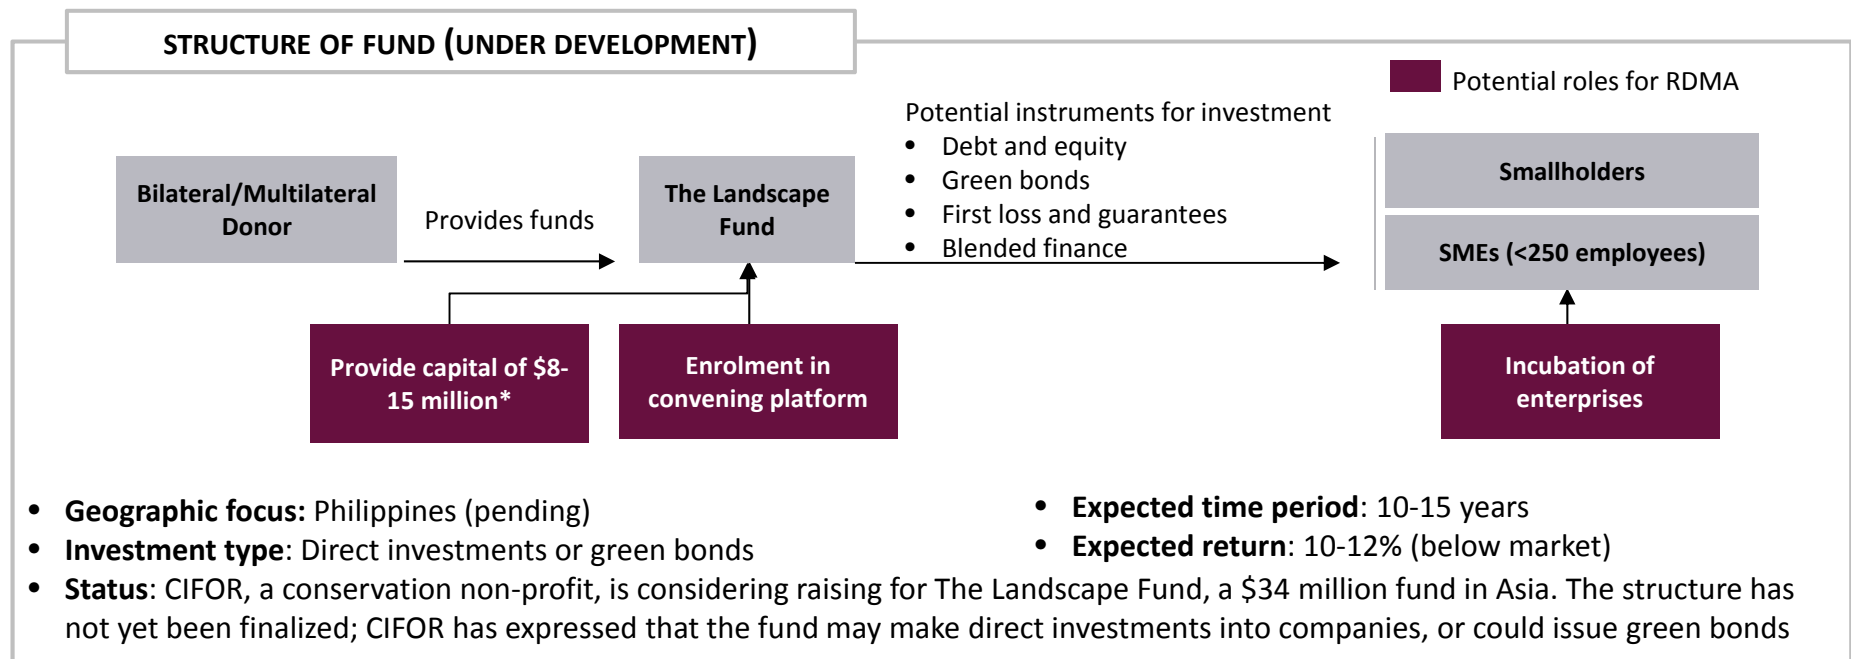 STRUCTURE OF FUND (UNDER DEVELOPMENT)
Potential roles for RDMA
Bilateral/Multilateral
Donor
Provides funds
The Landscape
Fund
Potential instruments for investment
• Debt and equity
• Green bonds
• First loss and guarantees
• Blended finance
Smallholders
SMEs (<250 employees)
Provide capital of $8-
15 million*
Enrolment in
convening platform
Incubation of
enterprises
• Geographic focus: Philippines (pending)
• Investment type: Direct investments or green bonds
• Expected time period: 10-15 years
• Expected return: 10-12% (below market)
• Status: CIFOR, a conservation non-profit, is considering raising for The Landscape Fund, a $34 million fund in Asia. The structure has
not yet been finalized; CIFOR has expressed that the fund may make direct investments into companies, or could issue green bonds